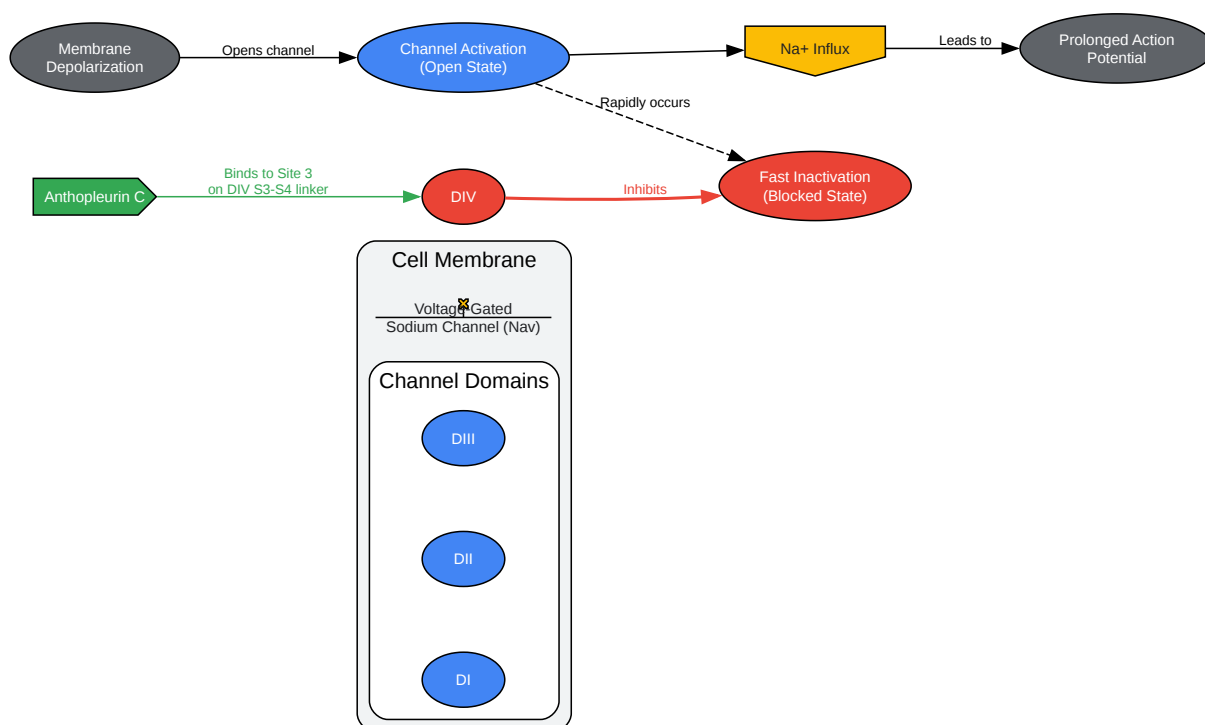 Membrane
Depolarization
Opens channel
Channel Activation
(Open State)
Na+ Influx
Leads to
Prolonged Action
Potential
Rapidly occurs
Anthopleurin C
Binds to Site 3
on DIV S3-S4 linker
DIV
Inhibits
Fast Inactivation
(Blocked State)
Cell Membrane
Voltage Gated
Sodium Channel (Nav)
Channel Domains
DIII
DII
DI